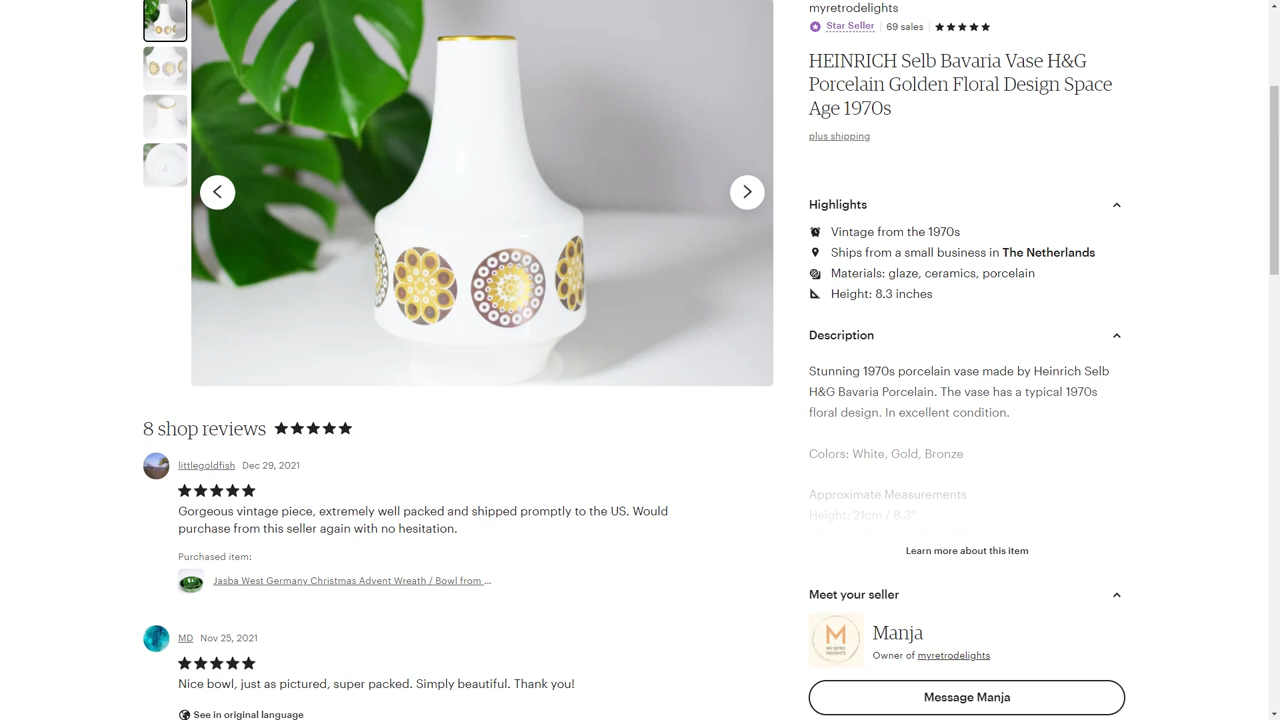 myretrodelights
Star Seller
69 sales
HEINRICH Selb Bavaria Vase H&G
Porcelain Golden Floral Design Space
Age 1970s
plus shipping
Highlights
Vintage from the 1970s
Ships from a small business in The Netherlands
Materials: glaze, ceramics, porcelain
Height: 8.3 inches
Description
Stunning 1970s porcelain vase made by Heinrich Selb
H&G Bavaria Porcelain. The vase has a typical 1970s
floral design. In excellent condition.
Colors: White, Gold, Bronze
Approximate Measurements
Height: 21cm / 8.3"
Learn more about this item
Meet your seller
M
MY RETRO
DELIGHTS
Manja
Owner of myretrodelights
Message Manja
8 shop reviews
littlegoldfish Dec 29, 2021
Gorgeous vintage piece, extremely well packed and shipped promptly to the US. Would
purchase from this seller again with no hesitation.
Purchased item:
Jasba West Germany Christmas Advent Wreath / Bowl from ...
MD Nov 25, 2021
Nice bowl, just as pictured, super packed. Simply beautiful. Thank you!
See in original language